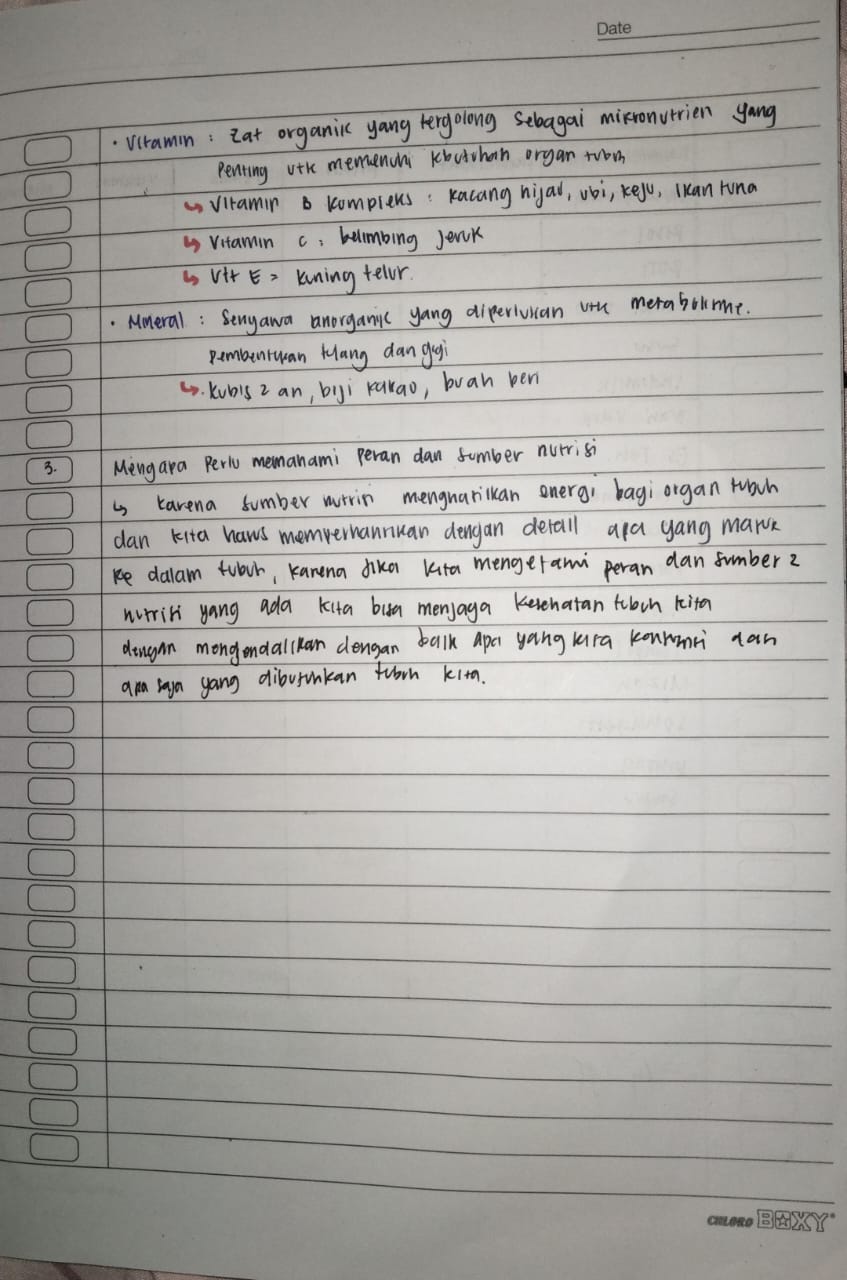 Date
• Vitamin : Zat organik yang tergolong sebagai mikronutrien yang
Penting utk memenuhi kbutuhan organ tubuh
↳ Vitamin B kompleks : kacang hijau, ubi, keju, ikan tuna
↳ Vitamin C : belimbing jeruk
↳ Vit E = kuning telur.
• Mineral : Senyawa anorganik yang diperlukan utk metabolisme.
Pembentukan tulang dan gigi
↳ . kubis 2 an, biji kakao, buah beri
3. Mengapa Perlu memahami peran dan sumber nutrisi
↳ karena sumber nutrisi menghasilkan energi bagi organ tubuh
dan kita harus memperhatikan dengan detail apa yang masuk
ke dalam tubuh, karena jika kita mengetahui peran dan sumber 2
nutrisi yang ada kita bisa menjaga kesehatan tubuh kita
dengan mengendalikan dengan baik apa yang kita konsumsi dan
apa saja yang dibutuhkan tubuh kita.
CHLORO BOXY